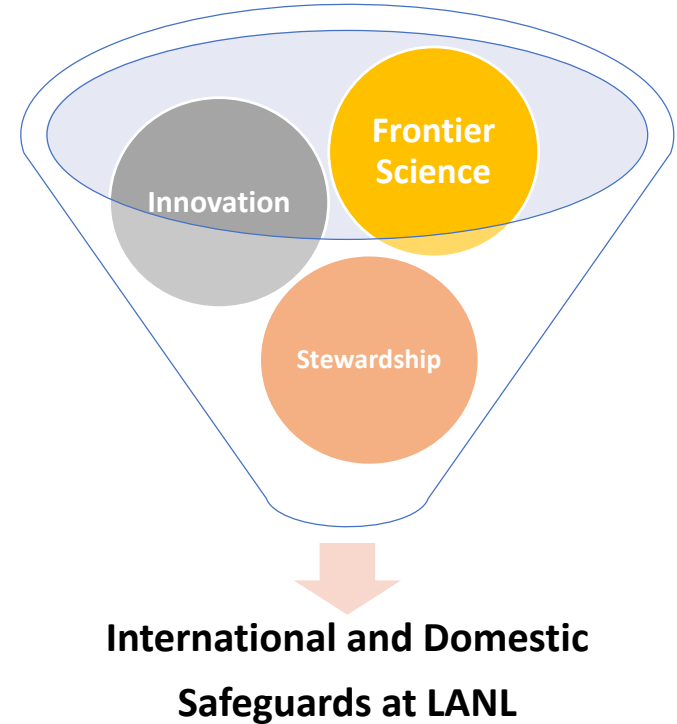 Frontier
Science
Innovation
Stewardship
International and Domestic
Safeguards at LANL